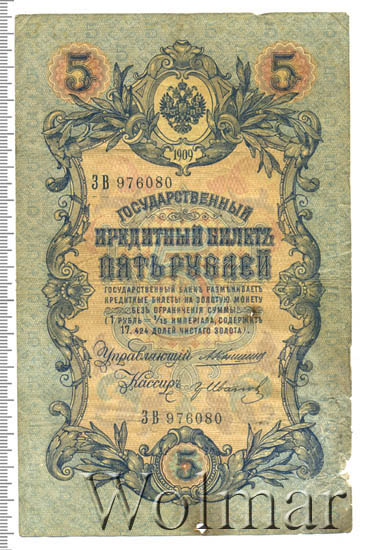 5 5
1909
ЗВ 976080
ГОСУДАРСТВЕННЫЙ
КРЕДИТНЫЙ БИЛЕТЪ
ПЯТЬ РУБЛЕЙ
ГОСУДАРСТВЕННЫЙ БАНКЪ РАЗМѢНИВАЕТЪ
КРЕДИТНЫЕ БИЛЕТЫ НА ЗОЛОТУЮ МОНЕТУ
БЕЗЪ ОГРАНИЧЕНІЯ СУММЫ
(1 РУБЛЬ = 1/15 ИМПЕРІАЛА, СОДЕРЖИТЪ
17,424 ДОЛЕЙ ЧИСТАГО ЗОЛОТА).
Управляющій
Кассиръ
ЗВ 976080
5
Wolmar